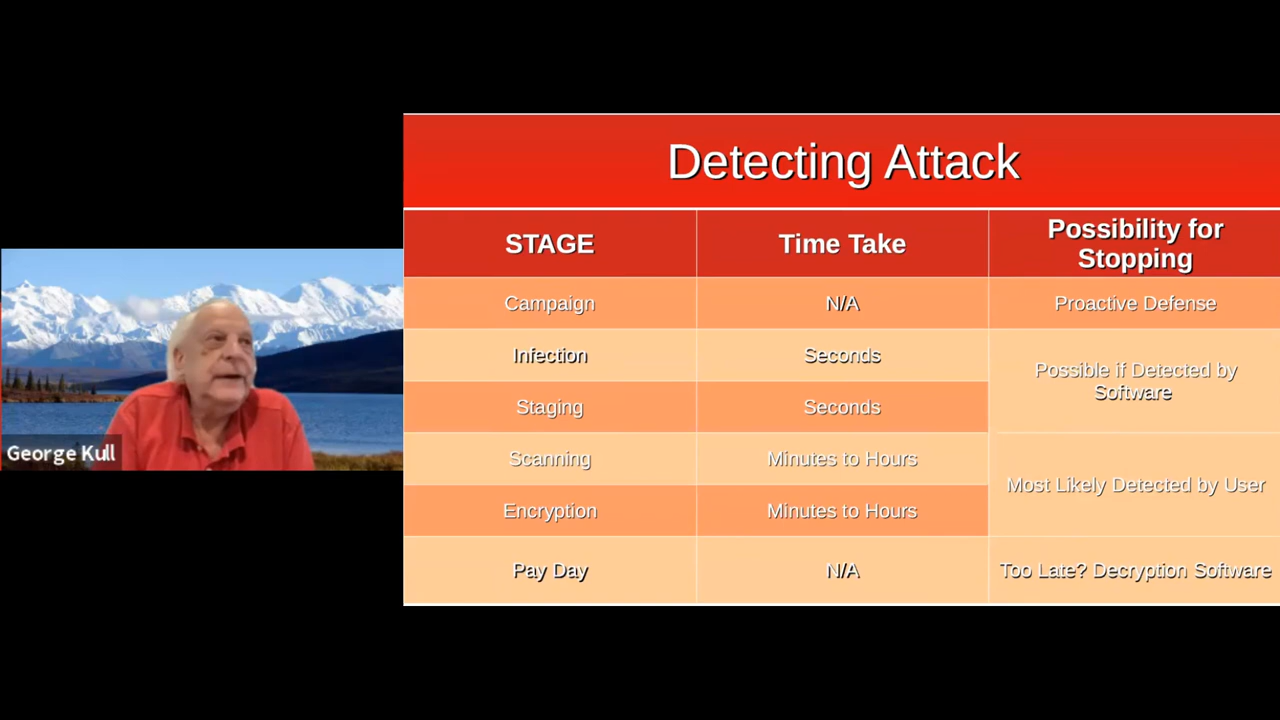 Detecting Attack
STAGE
Time Take
Possibility for
Stopping
Campaign
N/A
Proactive Defense
Infection
Seconds
Possible if Detected by
Software
Staging
Seconds
Scanning
Minutes to Hours
Most Likely Detected by User
Encryption
Minutes to Hours
Pay Day
N/A
Too Late? Decryption Software
George Kull